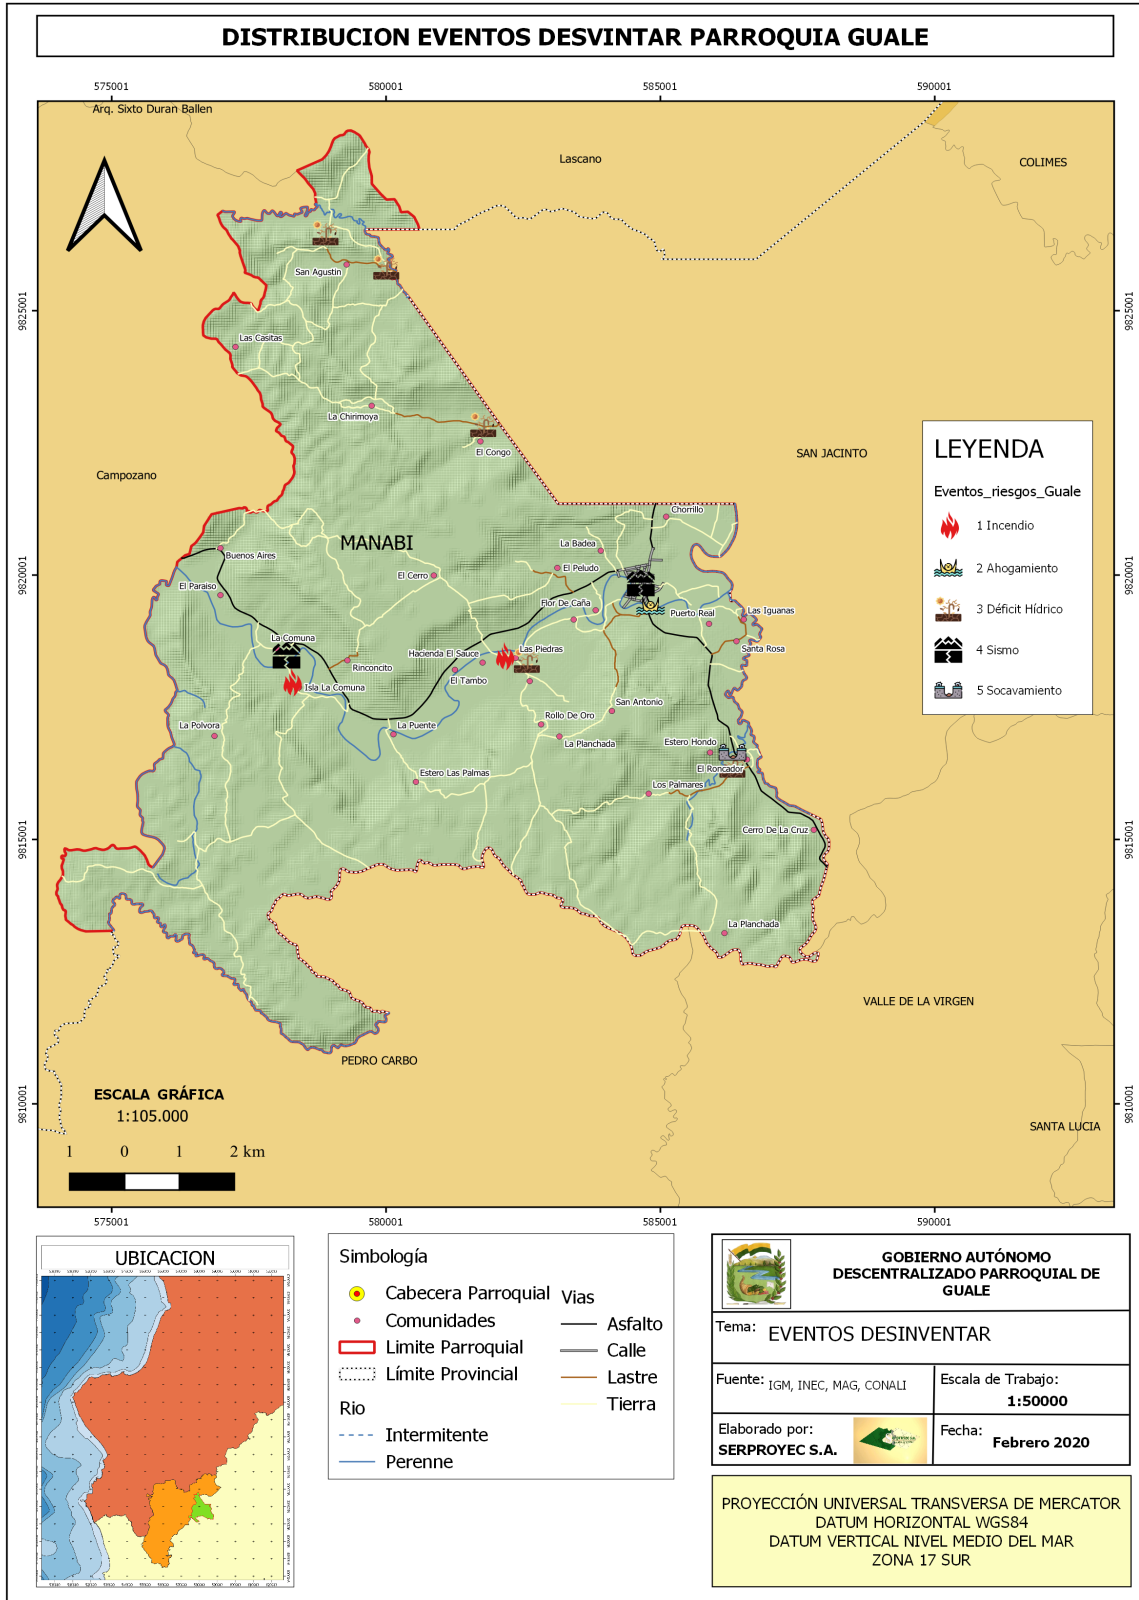 DISTRIBUCION EVENTOS DESVINTAR PARROQUIA GUALE
575001
580001
585001
590001
Arq. Sixto Duran Ballen
Lascano
COLIMES
San Agustin
9825001
9825001
Las Casitas
La Chirimoya
El Congo
SAN JACINTO
Campozano
LEYENDA
Eventos_riesgos_Guale
1 Incendio
2 Ahogamiento
3 Déficit Hídrico
4 Sismo
5 Socavamiento
Chorrillo
MANABI
La Badea
Buenos Aires
El Cerro
El Peludo
9820001
9820001
El Paraiso
Flor De Caña
Puerto Real
Las Iguanas
La Comuna
Hacienda El Sauce
Las Piedras
Santa Rosa
Rinconcito
El Tambo
Isla La Comuna
San Antonio
La Polvora
La Puente
Rollo De Oro
La Planchada
Estero Hondo
El Roncador
Estero Las Palmas
Los Palmares
Cerro De La Cruz
9815001
9815001
La Planchada
VALLE DE LA VIRGEN
PEDRO CARBO
ESCALA GRÁFICA
1:105.000
1 0 1 2 km
9810001
9810001
SANTA LUCIA
575001
580001
585001
590001
UBICACION
Simbología
Cabecera Parroquial
Comunidades
Limite Parroquial
Límite Provincial
Rio
Intermitente
Perenne
Vias
Asfalto
Calle
Lastre
Tierra
GOBIERNO AUTÓNOMO
DESCENTRALIZADO PARROQUIAL DE
GUALE
Tema: EVENTOS DESINVENTAR
Fuente: IGM, INEC, MAG, CONALI
Escala de Trabajo:
1:50000
Elaborado por:
SERPROYEC S.A.
Fecha: Febrero 2020
PROYECCIÓN UNIVERSAL TRANSVERSA DE MERCATOR
DATUM HORIZONTAL WGS84
DATUM VERTICAL NIVEL MEDIO DEL MAR
ZONA 17 SUR